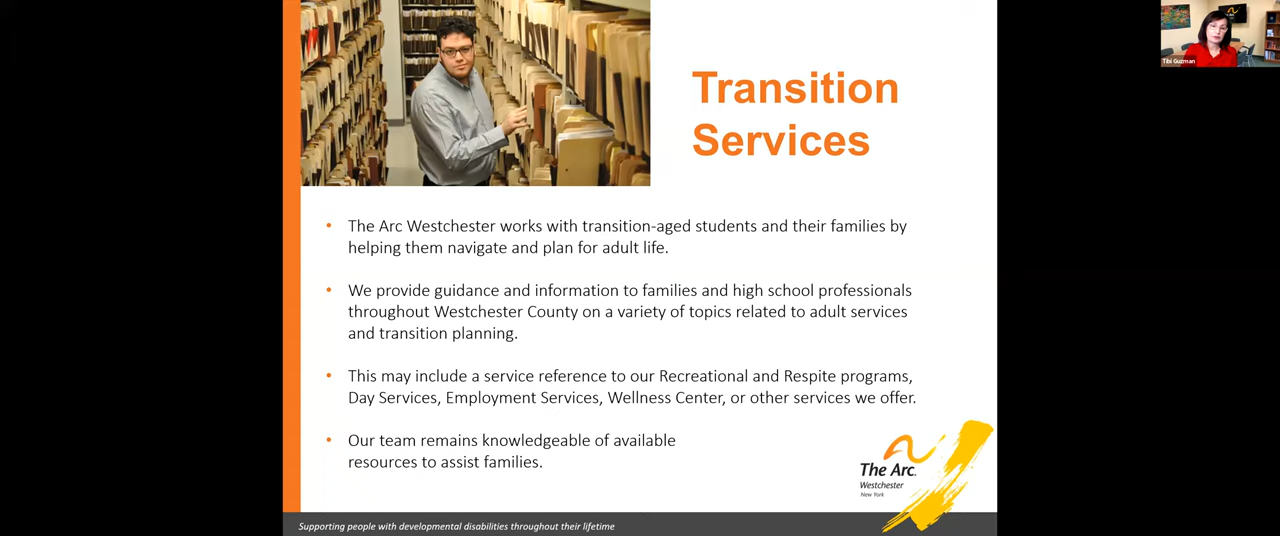 Transition
Services
Tibi Guzman
• The Arc Westchester works with transition-aged students and their families by
helping them navigate and plan for adult life.
• We provide guidance and information to families and high school professionals
throughout Westchester County on a variety of topics related to adult services
and transition planning.
• This may include a service reference to our Recreational and Respite programs,
Day Services, Employment Services, Wellness Center, or other services we offer.
• Our team remains knowledgeable of available
resources to assist families.
The Arc.
Westchester
New York
Supporting people with developmental disabilities throughout their lifetime